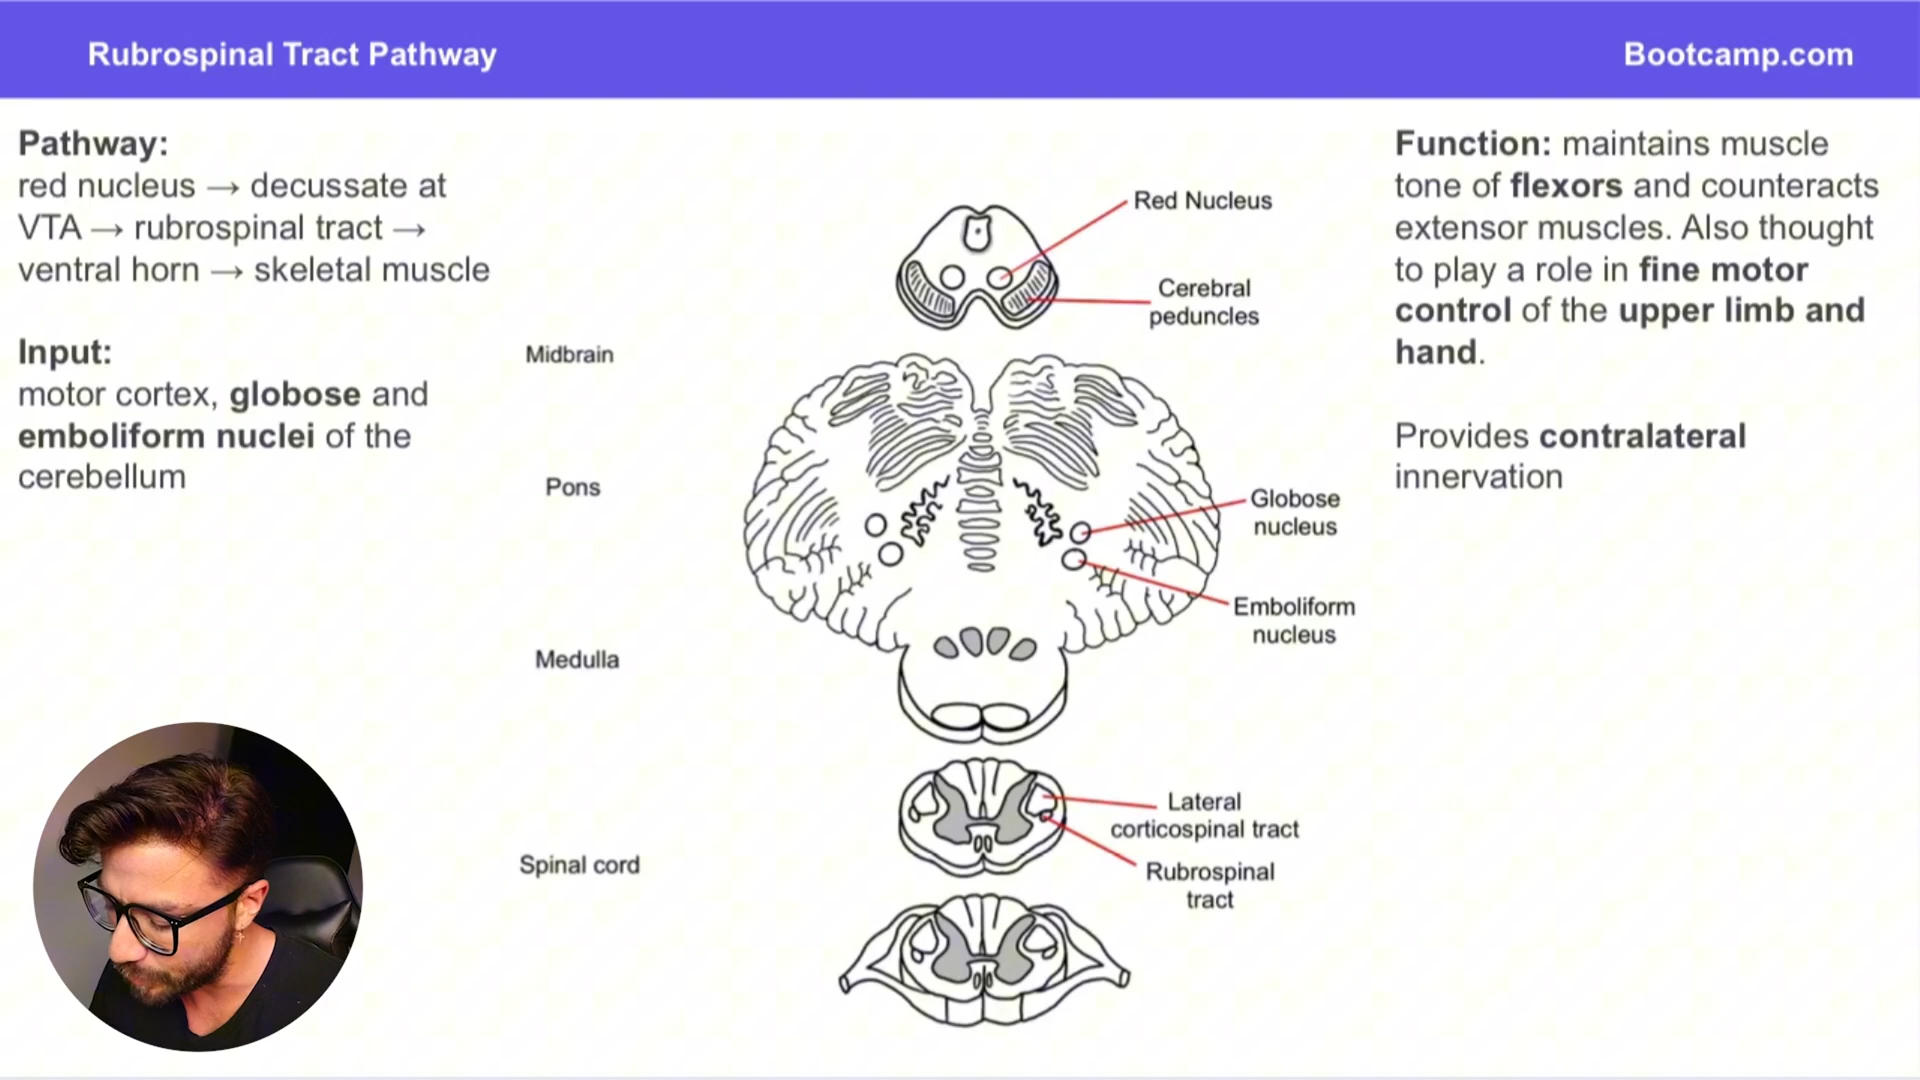 Rubrospinal Tract Pathway
Bootcamp.com
Pathway:
red nucleus → decussate at
VTA → rubrospinal tract →
ventral horn → skeletal muscle
Input:
motor cortex, globose and
emboliform nuclei of the
cerebellum
Midbrain
Pons
Medulla
Spinal cord
Red Nucleus
Cerebral
peduncles
Globose
nucleus
Emboliform
nucleus
Lateral
corticospinal tract
Rubrospinal
tract
Function: maintains muscle
tone of flexors and counteracts
extensor muscles. Also thought
to play a role in fine motor
control of the upper limb and
hand.
Provides contralateral
innervation